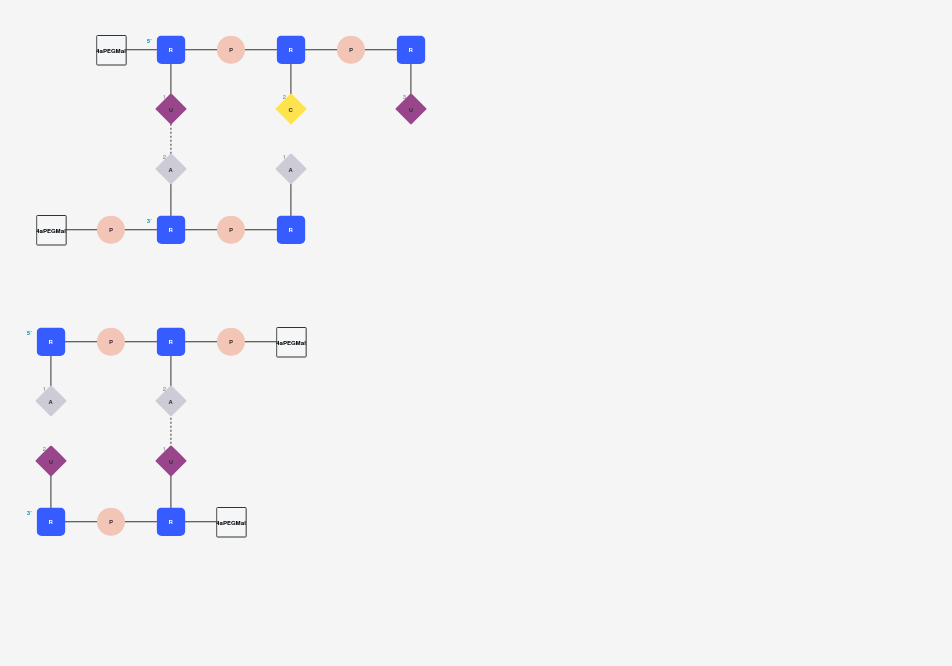 4aPEGMal 5' R P R P R
1 U 2 C 3 U
2 A 1 A
4aPEGMal P 3' R P R
5' R P R P 4aPEGMal
1 A 2 A
2 U 1 U
3' R P R 4aPEGMal